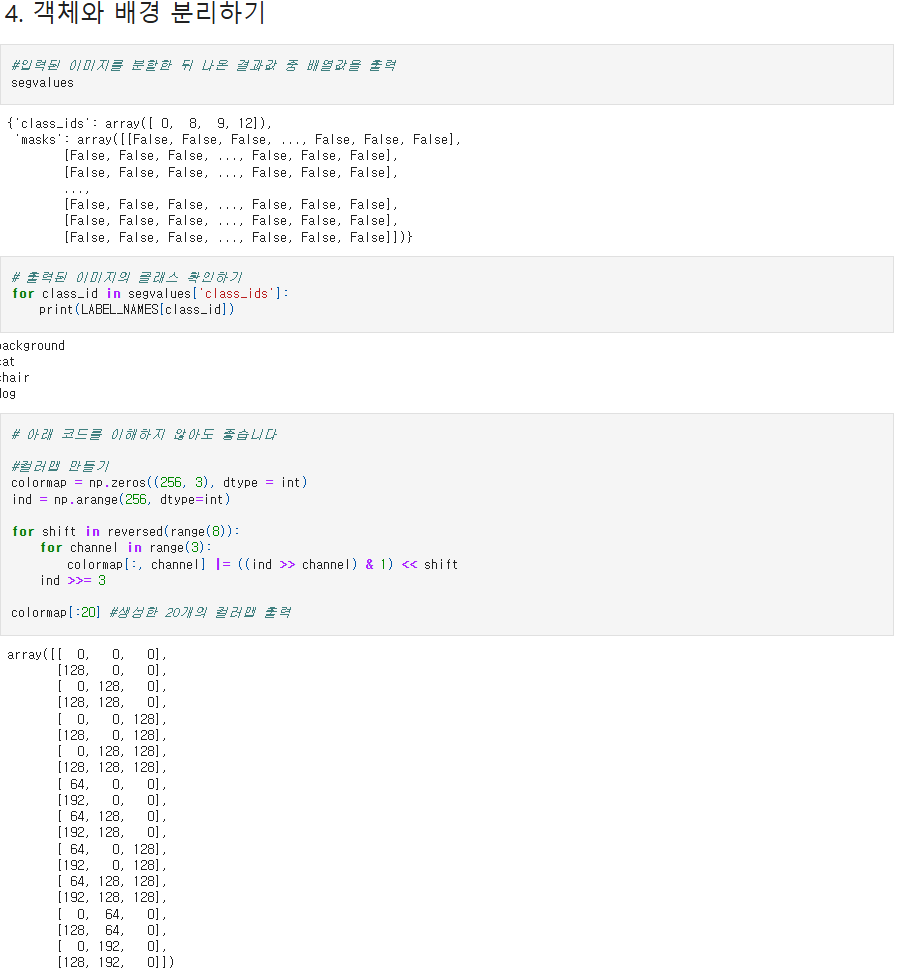 4. 객체와 배경 분리하기
#입력된 이미지를 분할한 뒤 나온 결과값 중 배열값을 출력
segvalues
{'class_ids': array([ 0,  8,  9, 12]),
 'masks': array([[False, False, False, ..., False, False, False],
        [False, False, False, ..., False, False, False],
        [False, False, False, ..., False, False, False],
        ...,
        [False, False, False, ..., False, False, False],
        [False, False, False, ..., False, False, False],
        [False, False, False, ..., False, False, False]])}
# 출력된 이미지의 클래스 확인하기
for class_id in segvalues['class_ids']:
    print(LABEL_NAMES[class_id])
background
cat
chair
dog
# 아래 코드를 이해하지 않아도 좋습니다
#컬러맵 만들기
colormap = np.zeros((256, 3), dtype = int)
ind = np.arange(256, dtype=int)
for shift in reversed(range(8)):
    for channel in range(3):
        colormap[:, channel] |= ((ind >> channel) & 1) << shift
    ind >>= 3
colormap[:20] #생성한 20개의 컬러맵 출력
array([[  0,   0,   0],
       [128,   0,   0],
       [  0, 128,   0],
       [128, 128,   0],
       [  0,   0, 128],
       [128,   0, 128],
       [  0, 128, 128],
       [128, 128, 128],
       [ 64,   0,   0],
       [192,   0,   0],
       [ 64, 128,   0],
       [192, 128,   0],
       [ 64,   0, 128],
       [192,   0, 128],
       [ 64, 128, 128],
       [192, 128, 128],
       [  0,  64,   0],
       [128,  64,   0],
       [  0, 192,   0],
       [128, 192,   0]])